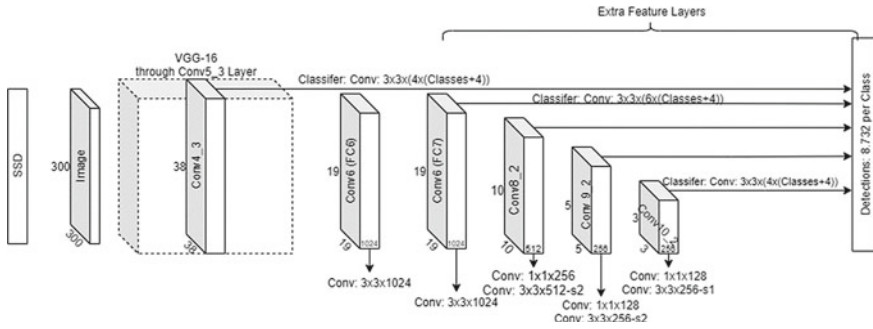 Extra Feature Layers
VGG-16
through Conv5_3 Layer
Classifer: Conv: 3x3x(4x(Classes+4))
Classifer: Conv: 3x3x(6x(Classes+4))
Classifer: Conv: 3x3x(4x(Classes+4))
SSD
300
Image
300
38
Conv4_3
38
19
Conv6 (FC6)
19
1024
19
Conv6 (FC7)
19
1024
10
Conv8_2
10
512
5
Conv 9_2
5
256
3
Conv10_2
3
256
Detections: 8.732 per Class
Conv: 3x3x1024
Conv: 3x3x1024
Conv: 1x1x256
Conv: 3x3x512-s2
Conv: 1x1x128
Conv: 3x3x256-s2
Conv: 1x1x128
Conv: 3x3x256-s1